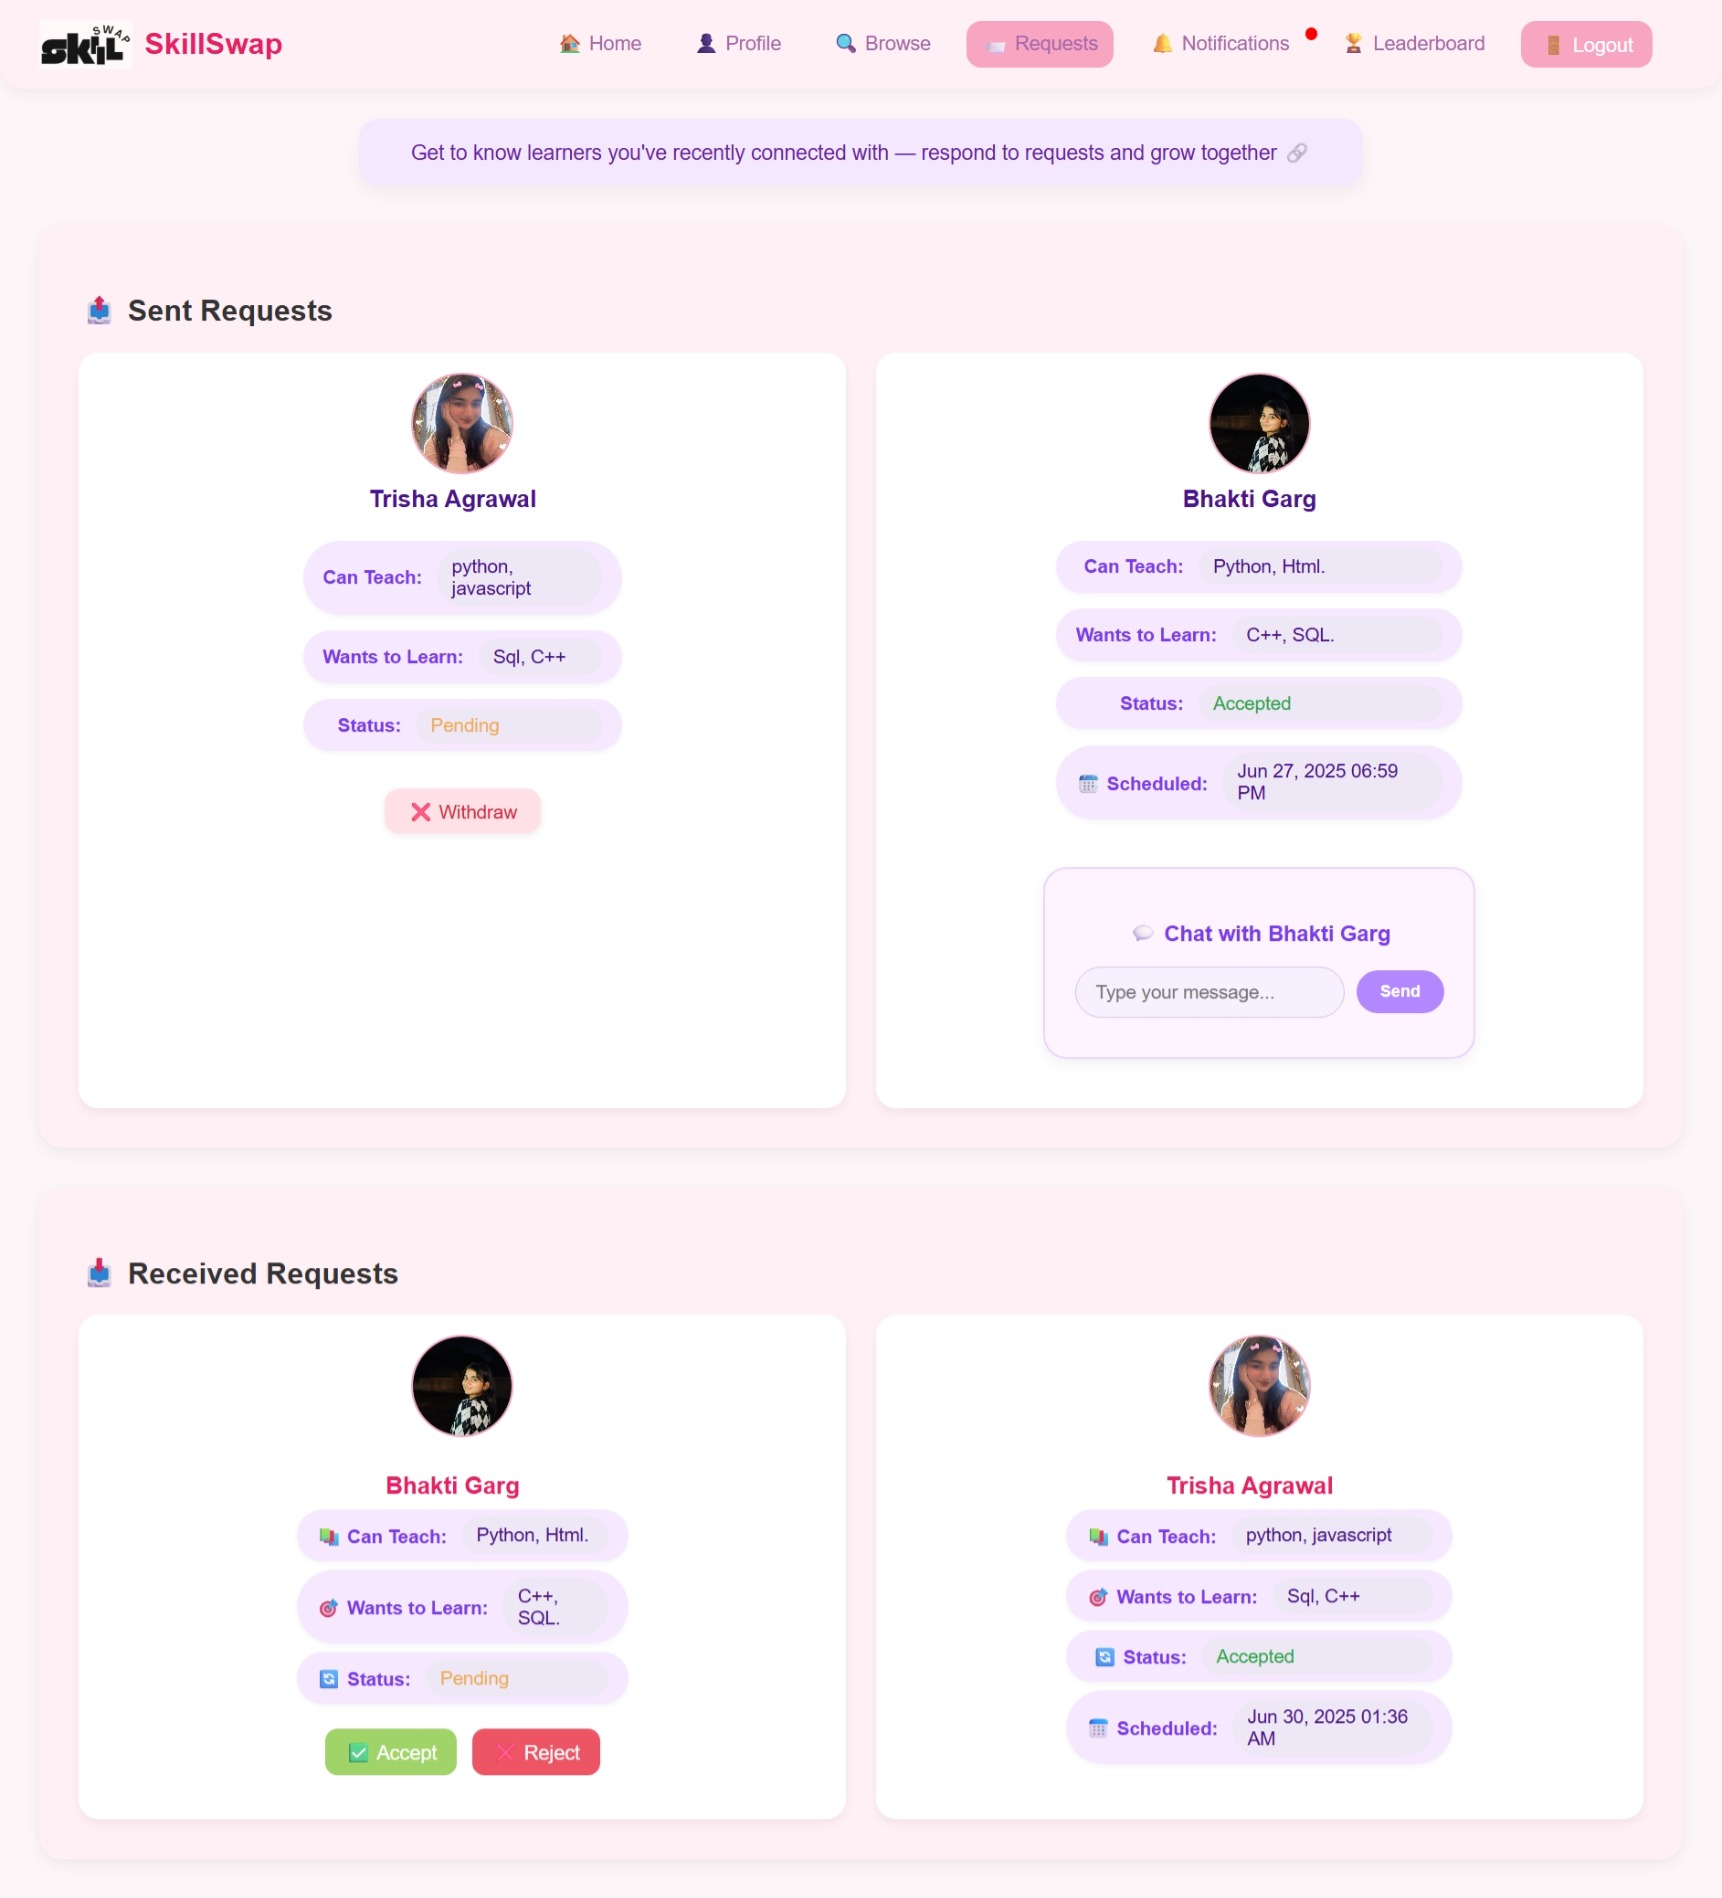 SKILL SWAP
SkillSwap
Home
Profile
Browse
Requests
Notifications
Leaderboard
Logout
Get to know learners you've recently connected with — respond to requests and grow together
Sent Requests
Trisha Agrawal
Can Teach:
python,
javascript
Wants to Learn:
Sql, C++
Status:
Pending
Withdraw
Bhakti Garg
Can Teach:
Python, Html.
Wants to Learn:
C++, SQL.
Status:
Accepted
Scheduled:
Jun 27, 2025 06:59
PM
Chat with Bhakti Garg
Type your message...
Send
Received Requests
Bhakti Garg
Can Teach:
Python, Html.
Wants to Learn:
C++,
SQL.
Status:
Pending
Accept
Reject
Trisha Agrawal
Can Teach:
python, javascript
Wants to Learn:
Sql, C++
Status:
Accepted
Scheduled:
Jun 30, 2025 01:36
AM